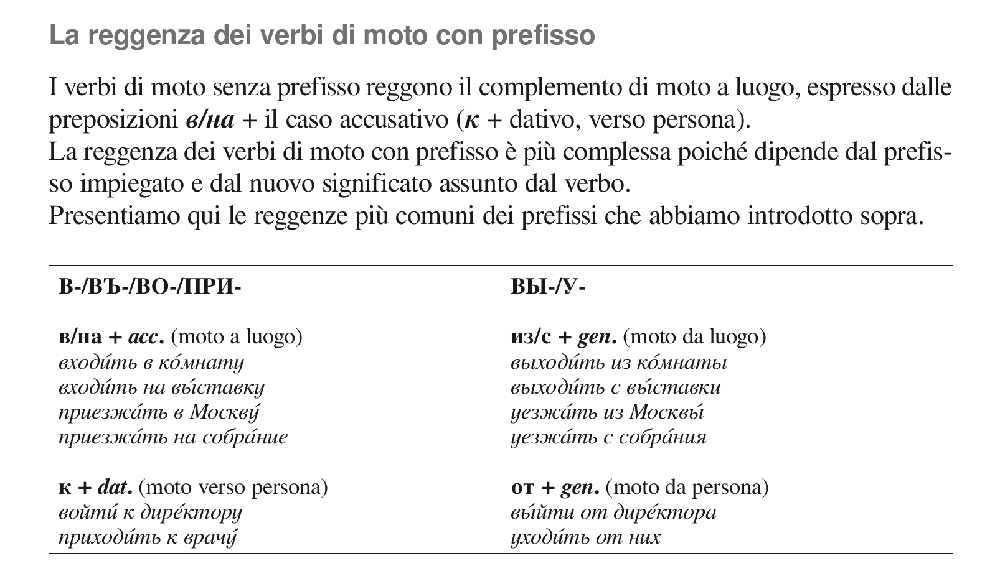 La reggenza dei verbi di moto con prefisso
I verbi di moto senza prefisso reggono il complemento di moto a luogo, espresso dalle
preposizioni в/на + il caso accusativo (к + dativo, verso persona).
La reggenza dei verbi di moto con prefisso è più complessa poiché dipende dal prefis-
so impiegato e dal nuovo significato assunto dal verbo.
Presentiamo qui le reggenze più comuni dei prefissi che abbiamo introdotto sopra.
В-/ВЪ-/ВО-/ПРИ-
в/на + acc. (moto a luogo)
входи́ть в ко́мнату
входи́ть на вы́ставку
приезжа́ть в Москву́
приезжа́ть на собра́ние
к + dat. (moto verso persona)
войти́ к дире́ктору
приходи́ть к врачу́
ВЫ-/У-
из/с + gen. (moto da luogo)
выходи́ть из ко́мнаты
выходи́ть с вы́ставки
уезжа́ть из Москвы́
уезжа́ть с собра́ния
от + gen. (moto da persona)
вы́йти от дире́ктора
уходи́ть от них